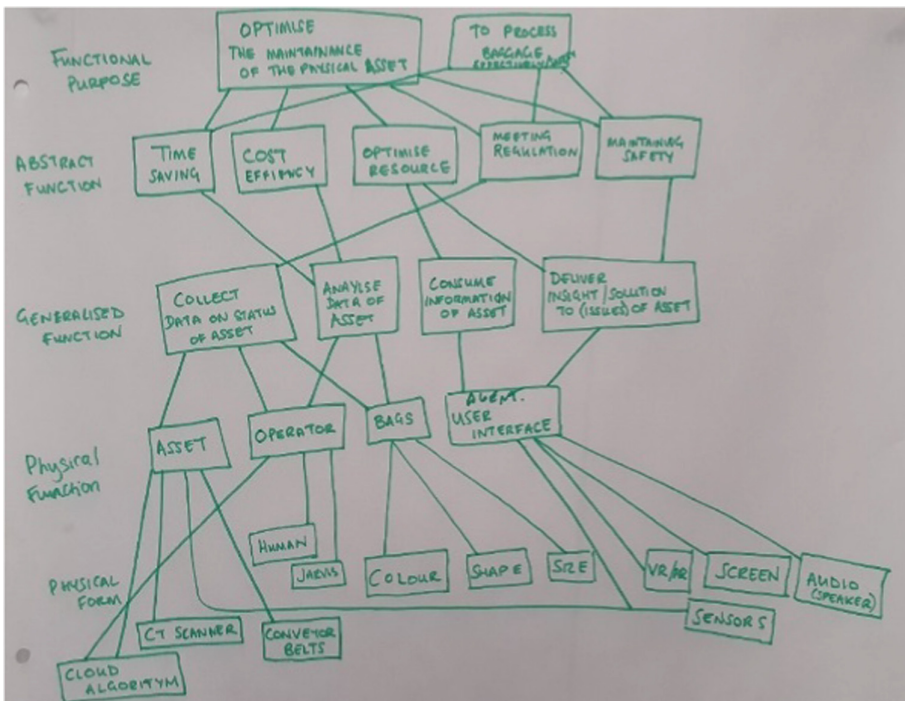 FUNCTIONAL
PURPOSE
OPTIMISE
THE MAINTAINANCE
OF THE PHYSICAL ASSET
TO PROCESS
BAGGAGE
EFFECTIVELY
ABSTRACT
FUNCTION
TIME
SAVING
COST
EFFIENCY
OPTIMISE
RESOURCE
MEETING
REGULATION
MAINTAINING
SAFETY
GENERALISED
FUNCTION
COLLECT
DATA ON STATUS
OF ASSET
ANAYLSE
DATA OF
ASSET
CONSUME
INFORMATION
OF ASSET
DELIVER
INSIGHT/SOLUTION
TO (ISSUES) OF ASSET
Physical
Function
ASSET
OPERATOR
BAGS
AGENT.
USER
INTERFACE
PHYSICAL
FORM
HUMAN
JARVIS
COLOUR
SHAPE
SIZE
VR/AR
SCREEN
AUDIO
(SPEAKER)
CT SCANNER
CONVEYOR
BELTS
SENSORS
CLOUD
ALGORITYM